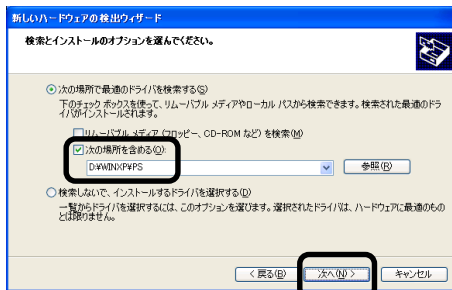 新しいハードウェアの検出ウィザード
検索とインストールのオプションを選んでください。
次の場所で最適のドライバを検索する(S)
下のチェック ボックスを使って、リムーバブル メディアやローカル パスから検索できます。検索された最適のドラ
イバがインストールされます。
リムーバブル メディア (フロッピー、CD-ROM など) を検索(M)
次の場所を含める(O):
D:¥WINXP¥PS
参照(R)
検索しないで、インストールするドライバを選択する(D)
一覧からドライバを選択するには、このオプションを選びます。選択されたドライバは、ハードウェアに最適のもの
とは限りません。
< 戻る(B)
次へ(N) >
キャンセル